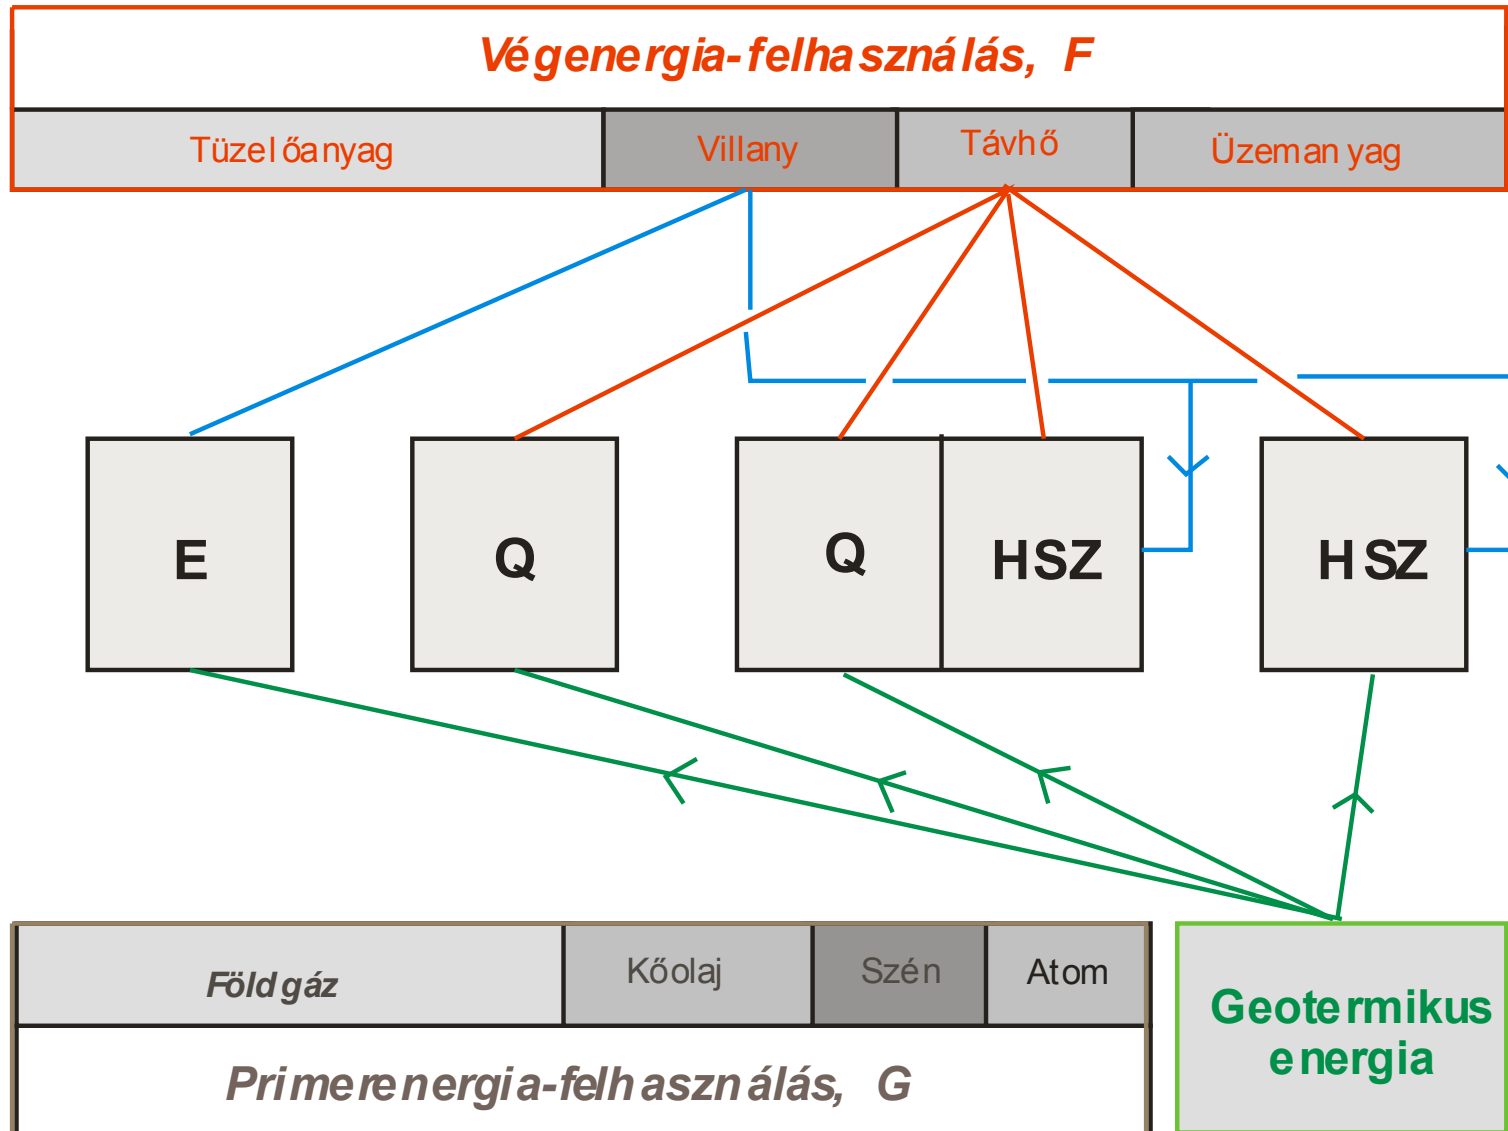 Végenergia-felhasználás, F
Tüzelőanyag Villany Távhő Üzemanyag
E Q Q HSZ HSZ
Földgáz Kőolaj Szén Atom
Primerenergia-felhasználás, G
Geotermikus
energia